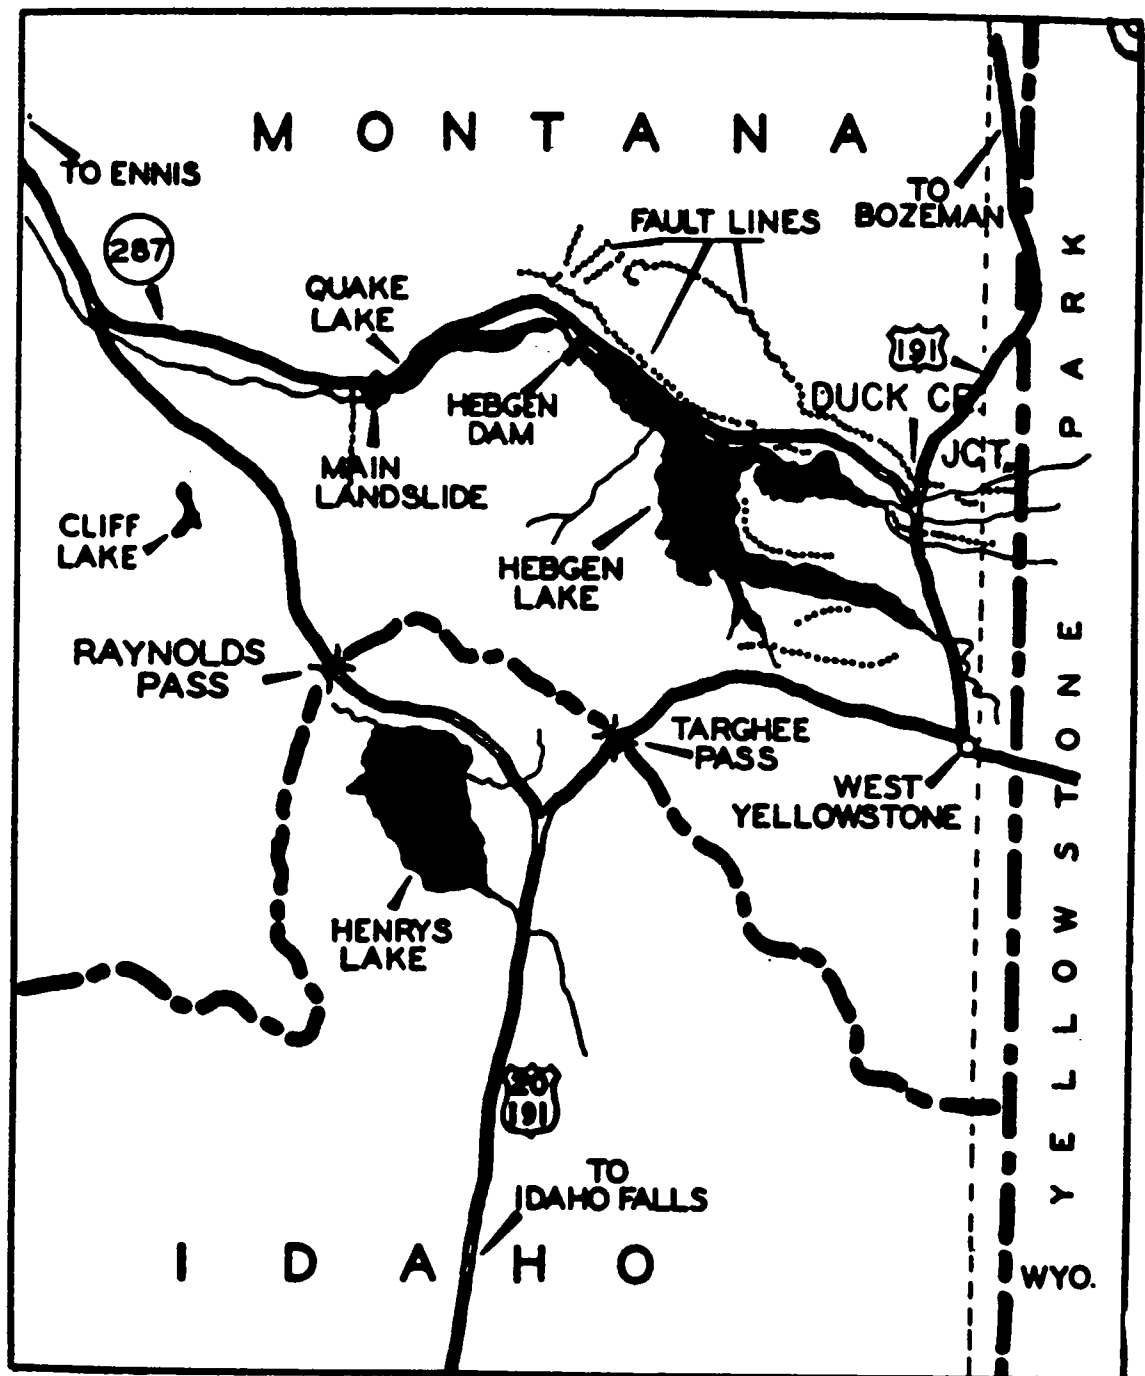 MONTANA
TO ENNIS
TO
BOZEMAN
FAULT LINES
287
QUAKE
LAKE
191
DUCK CR.
JCT.
HEBGEN
DAM
MAIN
LANDSLIDE
CLIFF
LAKE
HEBGEN
LAKE
RAYNOLDS
PASS
TARGHEE
PASS
WEST
YELLOWSTONE
HENRYS
LAKE
YELLOWSTONE PARK
20
191
TO
IDAHO FALLS
IDAHO
WYO.